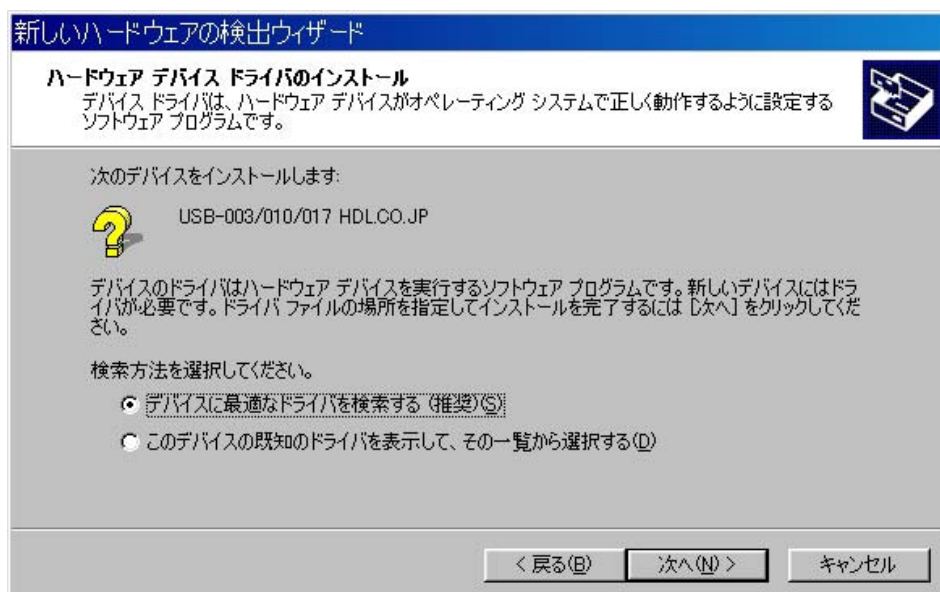 新しいハードウェアの検出ウィザード
ハードウェア デバイス ドライバのインストール
デバイス ドライバは、ハードウェア デバイスがオペレーティング システムで正しく動作するように設定する
ソフトウェア プログラムです。
次のデバイスをインストールします:
USB-003/010/017 HDL.CO.JP
デバイスのドライバはハードウェア デバイスを実行するソフトウェア プログラムです。新しいデバイスにはドラ
イバが必要です。ドライバ ファイルの場所を指定してインストールを完了するには [次へ] をクリックしてくだ
さい。
検索方法を選択してください。
デバイスに最適なドライバを検索する (推奨)(S)
このデバイスの既知のドライバを表示して、その一覧から選択する(D)
< 戻る(B)
次へ(N) >
キャンセル